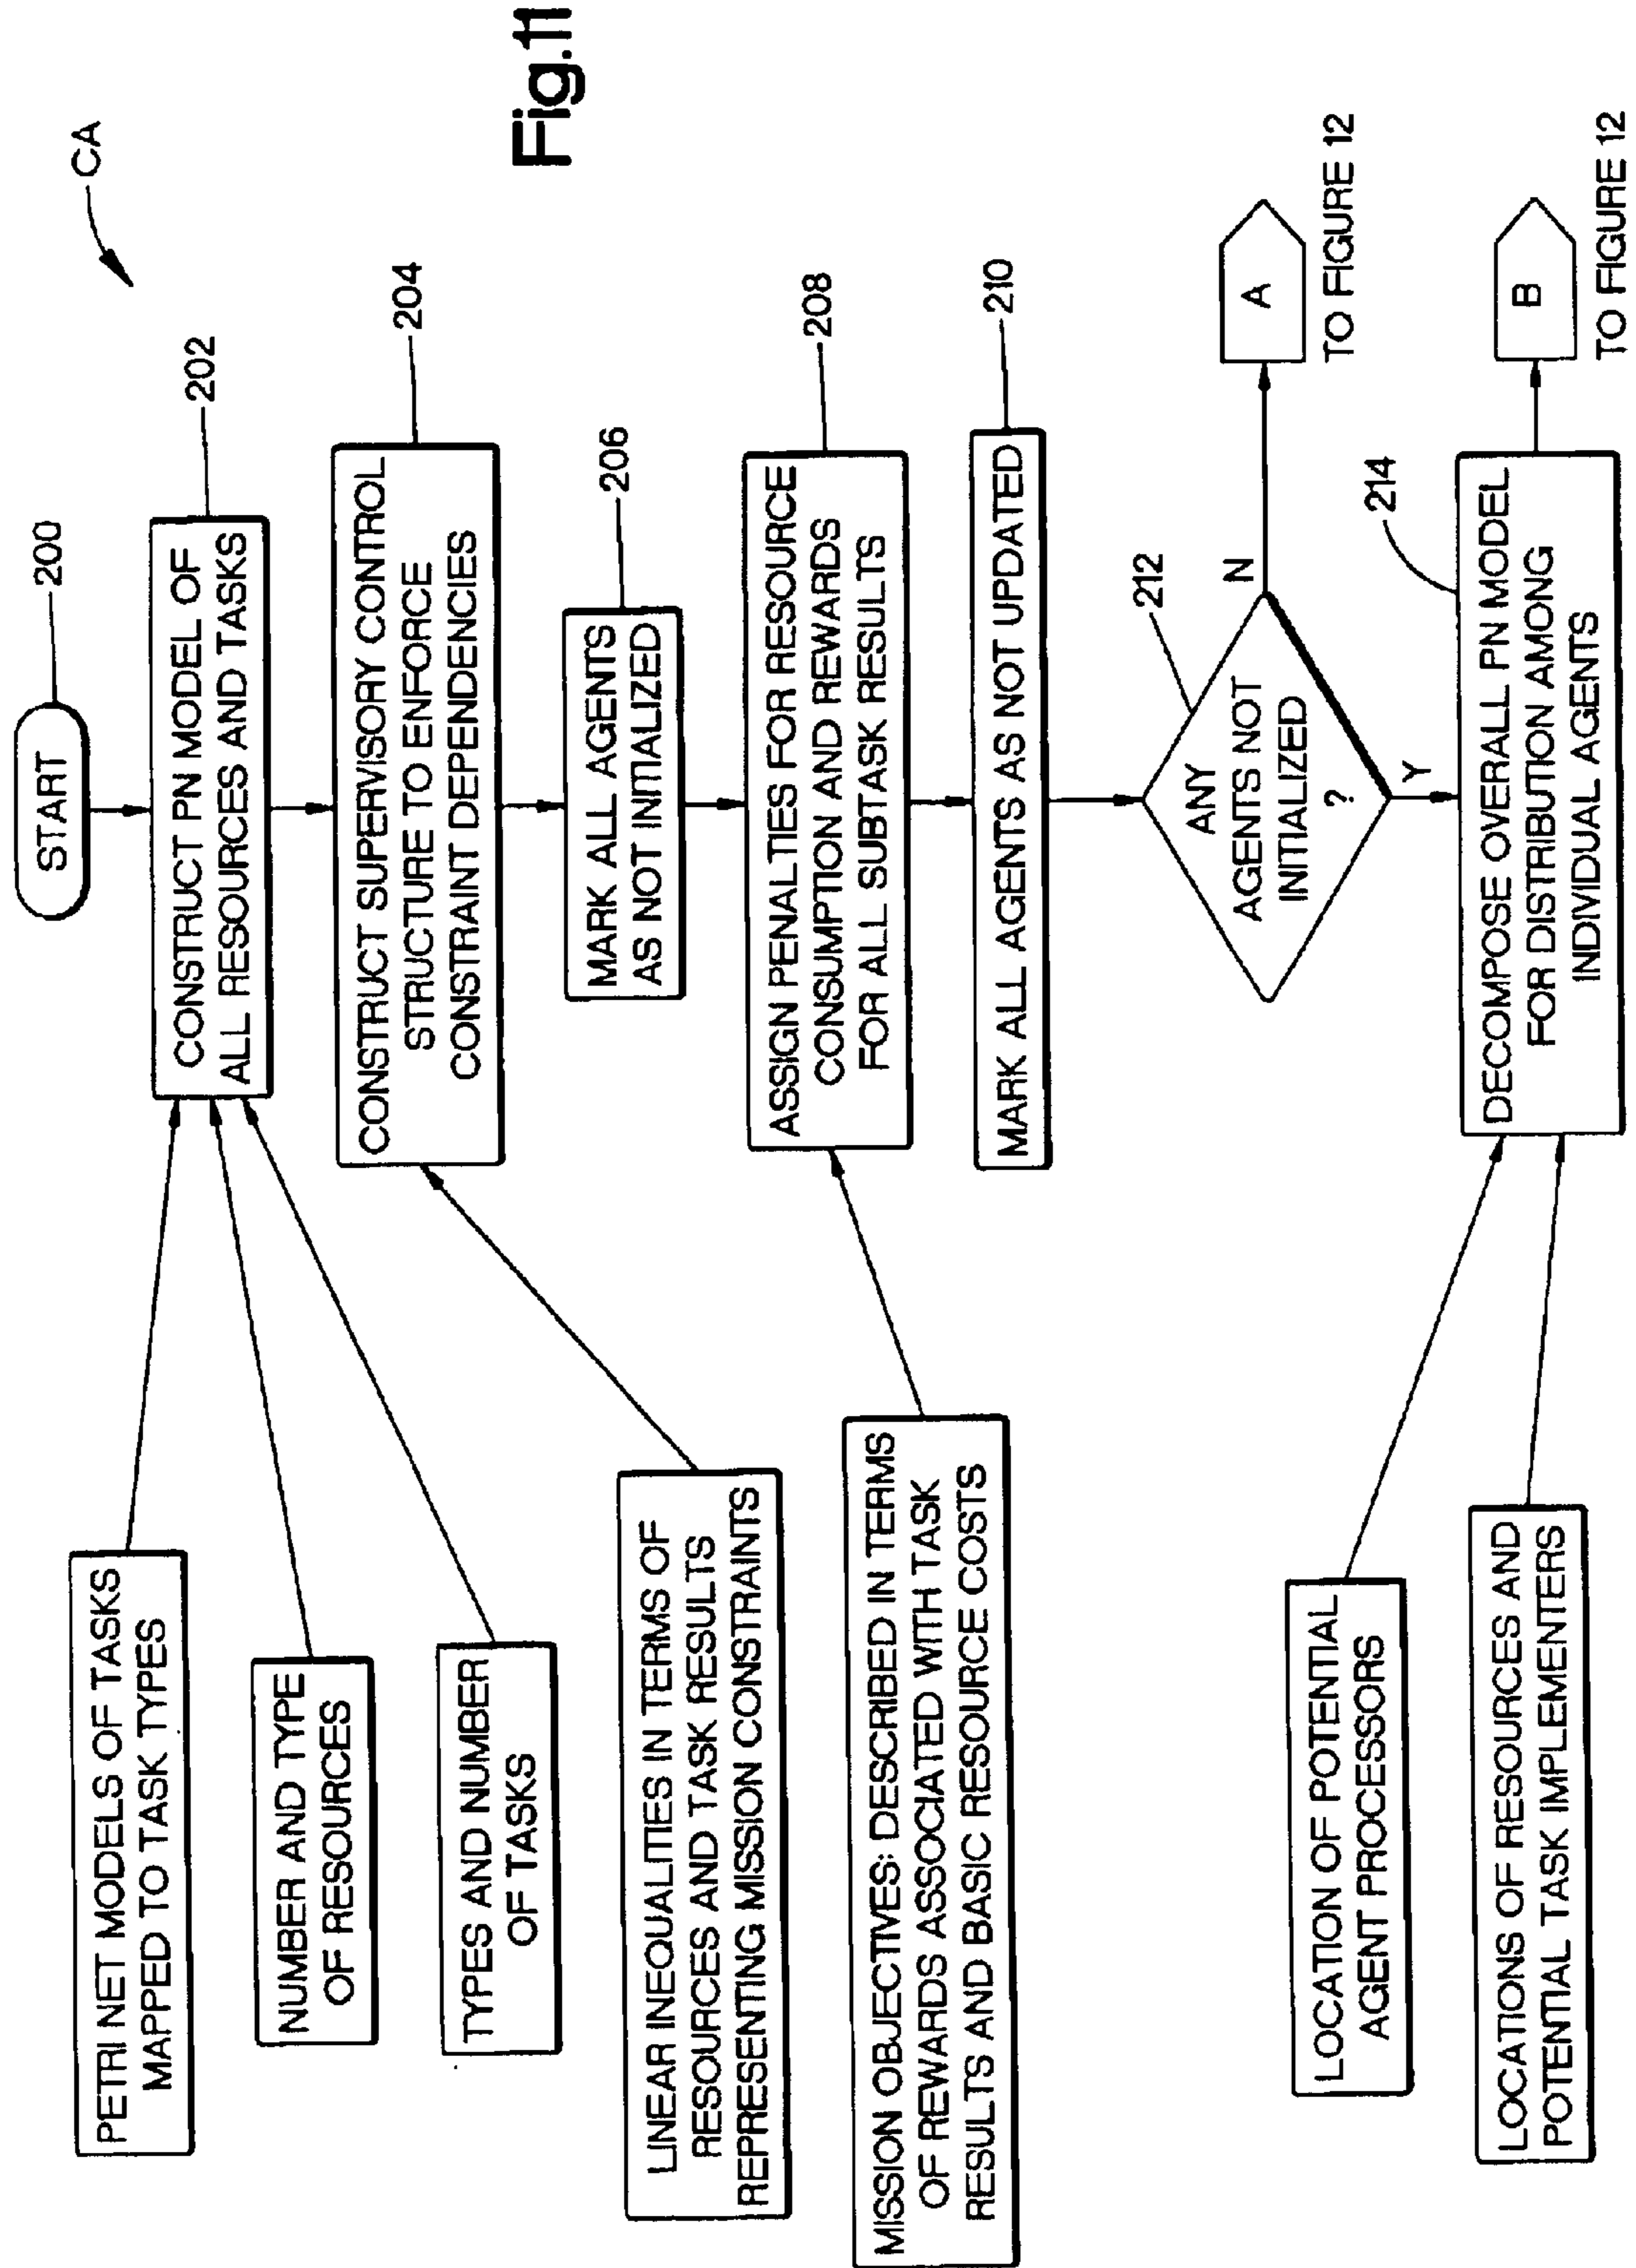 START
200
CA
CONSTRUCT PN MODEL OF
ALL RESOURCES AND TASKS
202
PETRI NET MODELS OF TASKS
MAPPED TO TASK TYPES
NUMBER AND TYPE
OF RESOURCES
TYPES AND NUMBER
OF TASKS
CONSTRUCT SUPERVISORY CONTROL
STRUCTURE TO ENFORCE
CONSTRAINT DEPENDENCIES
204
LINEAR INEQUALITIES IN TERMS OF
RESOURCES AND TASK RESULTS
REPRESENTING MISSION CONSTRAINTS
MARK ALL AGENTS
AS NOT INITIALIZED
206
Fig.11
ASSIGN PENALTIES FOR RESOURCE
CONSUMPTION AND REWARDS
FOR ALL SUBTASK RESULTS
208
MISSION OBJECTIVES: DESCRIBED IN TERMS
OF REWARDS ASSOCIATED WITH TASK
RESULTS AND BASIC RESOURCE COSTS
MARK ALL AGENTS AS NOT UPDATED
210
ANY
AGENTS NOT
INITIALIZED
?
212
N
A
TO FIGURE 12
Y
LOCATION OF POTENTIAL
AGENT PROCESSORS
LOCATIONS OF RESOURCES AND
POTENTIAL TASK IMPLEMENTERS
DECOMPOSE OVERALL PN MODEL
FOR DISTRIBUTION AMONG
INDIVIDUAL AGENTS
214
B
TO FIGURE 12